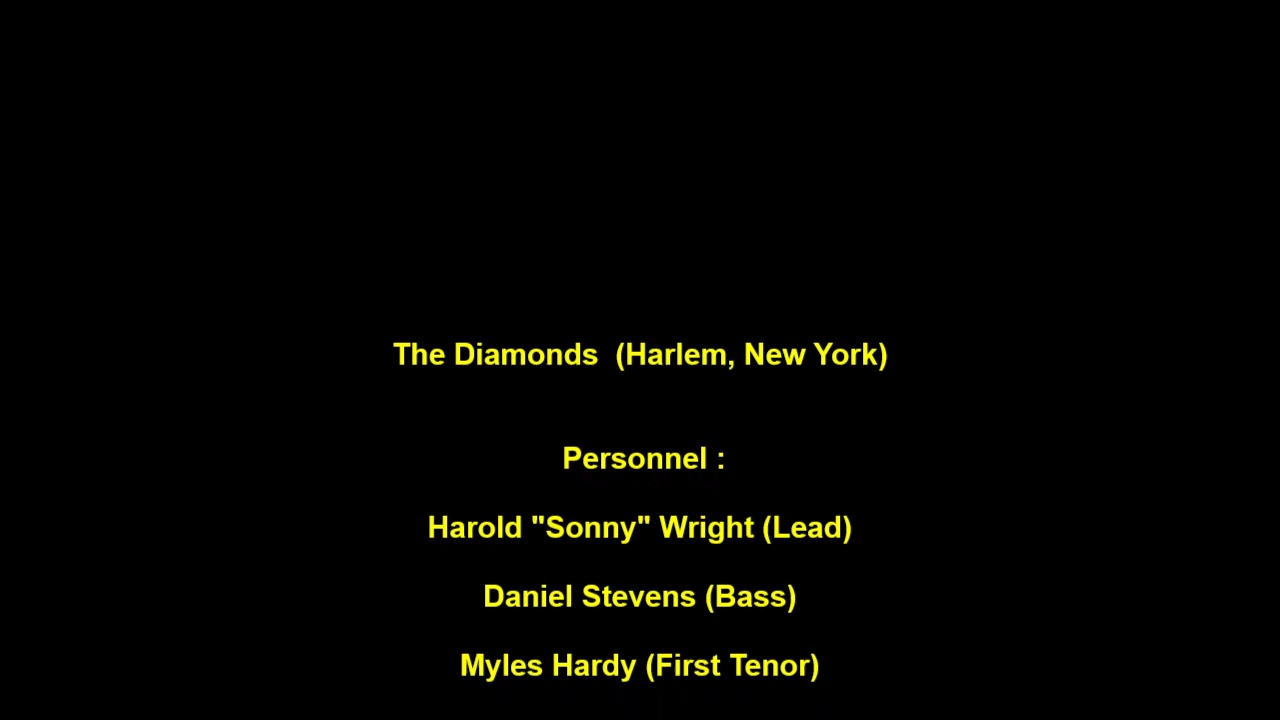 The Diamonds  (Harlem, New York)
Personnel :
Harold "Sonny" Wright (Lead)
Daniel Stevens (Bass)
Myles Hardy (First Tenor)